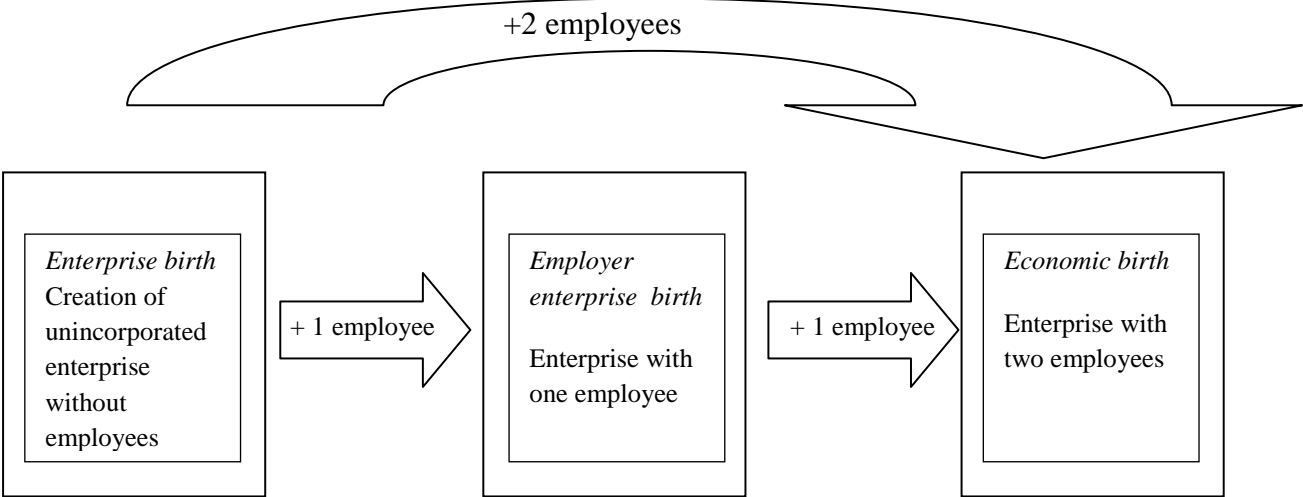 +2 employees
Enterprise birth
Creation of
unincorporated
enterprise
without
employees
+ 1 employee
Employer
enterprise birth
Enterprise with
one employee
+ 1 employee
Economic birth
Enterprise with
two employees